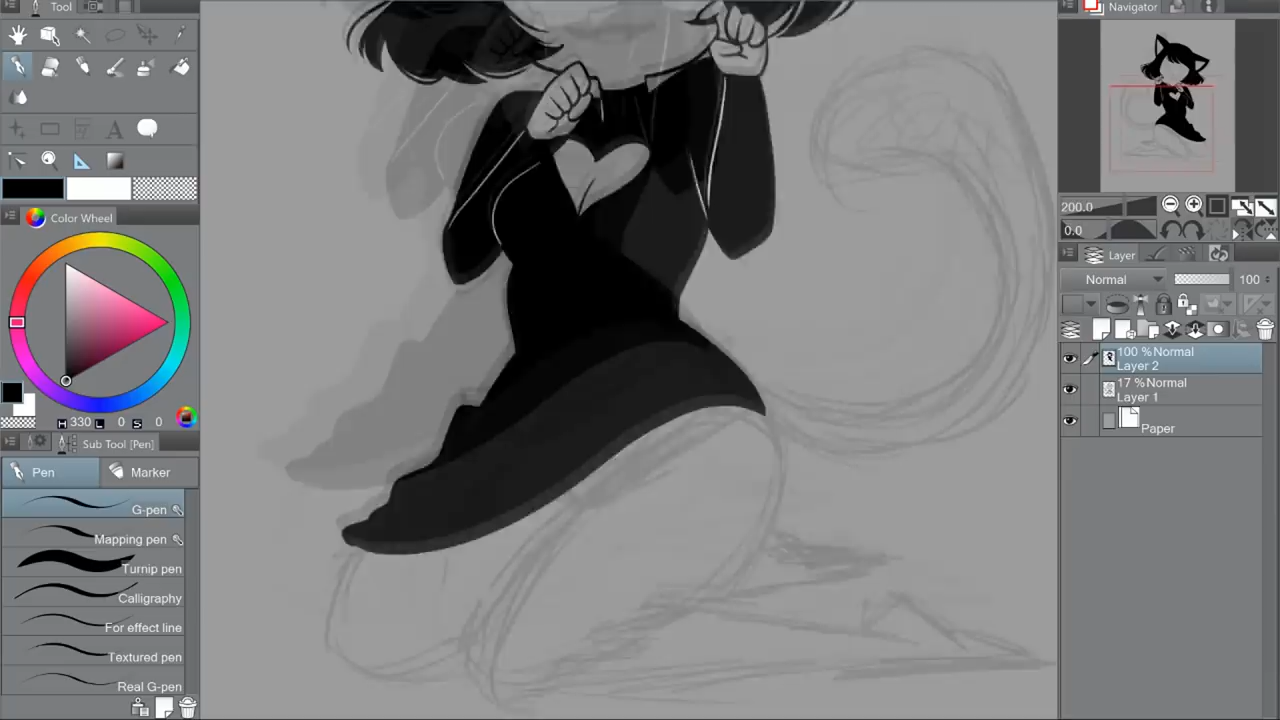 Tool
Color Wheel
H 330 L 0 S 0
Sub Tool [Pen]
Pen
Marker
G-pen
Mapping pen
Turnip pen
Calligraphy
For effect line
Textured pen
Real G-pen
Navigator
200.0
0.0
Layer
Normal 100
100 % Normal
Layer 2
17 % Normal
Layer 1
Paper